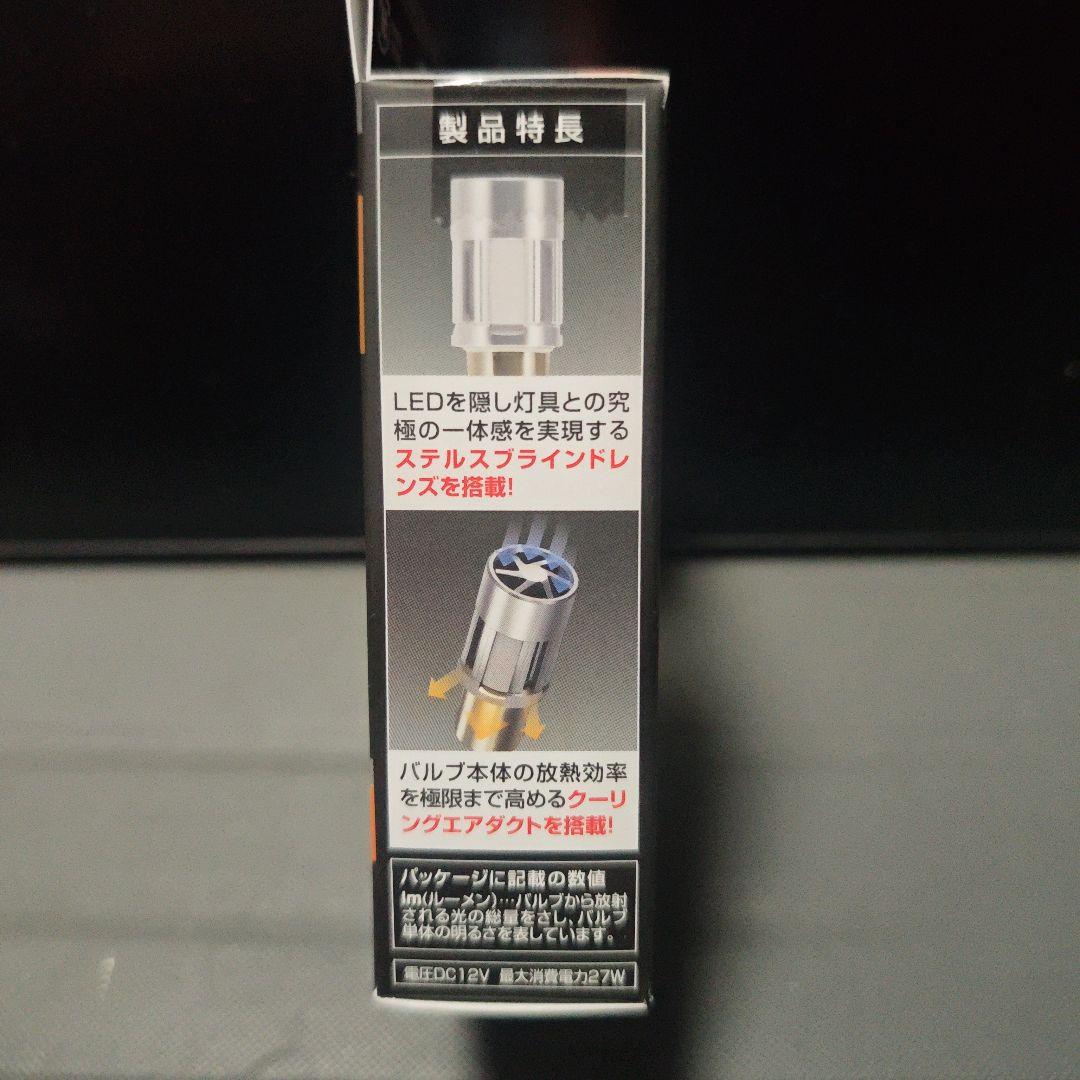 製品特長
LEDを隠し灯具との究
極の一体感を実現する
ステルスブラインドレ
ンズを搭載!
バルブ本体の放熱効率
を極限まで高めるクーリ
ングエアダクトを搭載!
パッケージに記載の数値
lm(ルーメン)…バルブから放射
される光の総量をさし、バルブ
単体の明るさを表しています。
電圧DC12V 最大消費電力27W